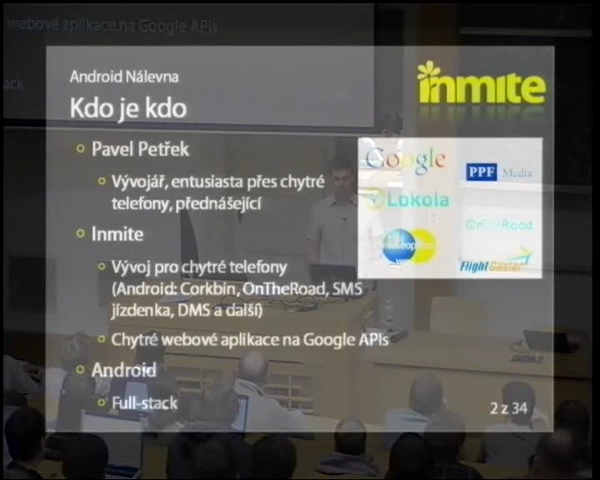 webové aplikace na Google APIs
Android Nálevna
Kdo je kdo
inmite
Pavel Petřek
Vývojář, entusiasta přes chytré
telefony, přednášející
Inmite
Vývoj pro chytré telefony
(Android: Corkbin, OnTheRoad, SMS
jízdenka, DMS a další)
Chytré webové aplikace na Google APIs
Android
Full-stack
Google
PPF Media
Lokola
OnTheRoad
FlightCaster
2 z 34